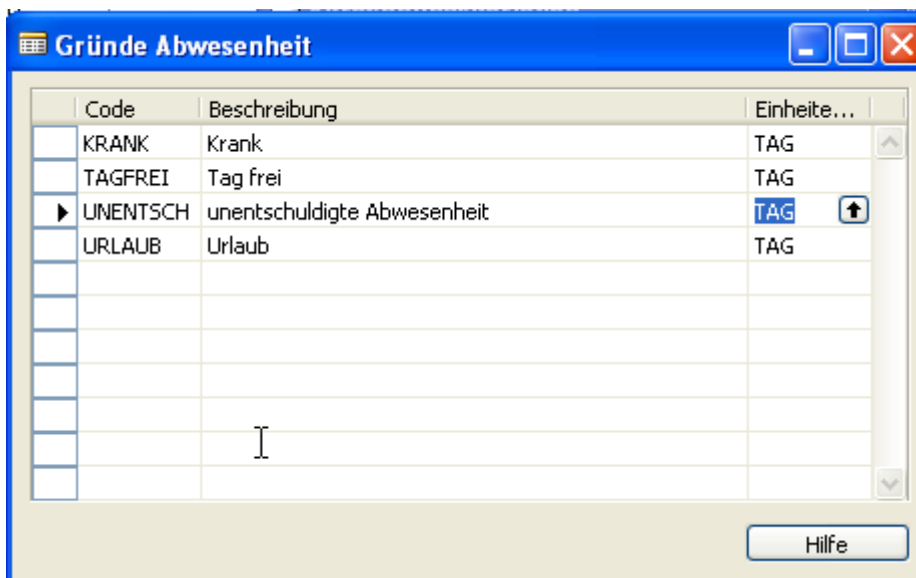 Gründe Abwesenheit
Code Beschreibung Einheite...
KRANK Krank TAG
TAGFREI Tag frei TAG
UNENTSCH unentschuldigte Abwesenheit TAG
URLAUB Urlaub TAG
Hilfe